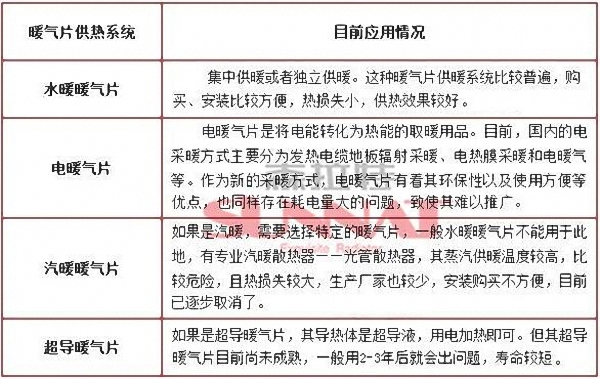 暖气片供热系统
目前应用情况
水暖暖气片
集中供暖或者独立供暖。这种暖气片供暖系统比较普遍，购
买、安装比较方便，热损失小，供热效果较好。
电暖气片
电暖气片是将电能转化为热能的取暖用品。目前，国内的电
采暖方式主要分为发热电缆地板辐射采暖、电热膜采暖和电暖气
等。作为新的采暖方式，电暖气片有着其环保性以及使用方便等
优点，也同样存在耗电量大的问题，致使其难以推广。
汽暖暖气片
如果是汽暖，需要选择特定的暖气片，一般水暖暖气片不能用于此
地，有专业汽暖散热器——光管散热器，其蒸汽供暖温度较高，比
较危险，且热损失较大，生产厂家也较少，安装购买不方便，目前
已逐步取消了。
超导暖气片
如果是超导暖气片，其导热体是超导液，用电加热即可。但其超导
暖气片目前尚未成熟，一般用2-3年后就会出问题，寿命较短。